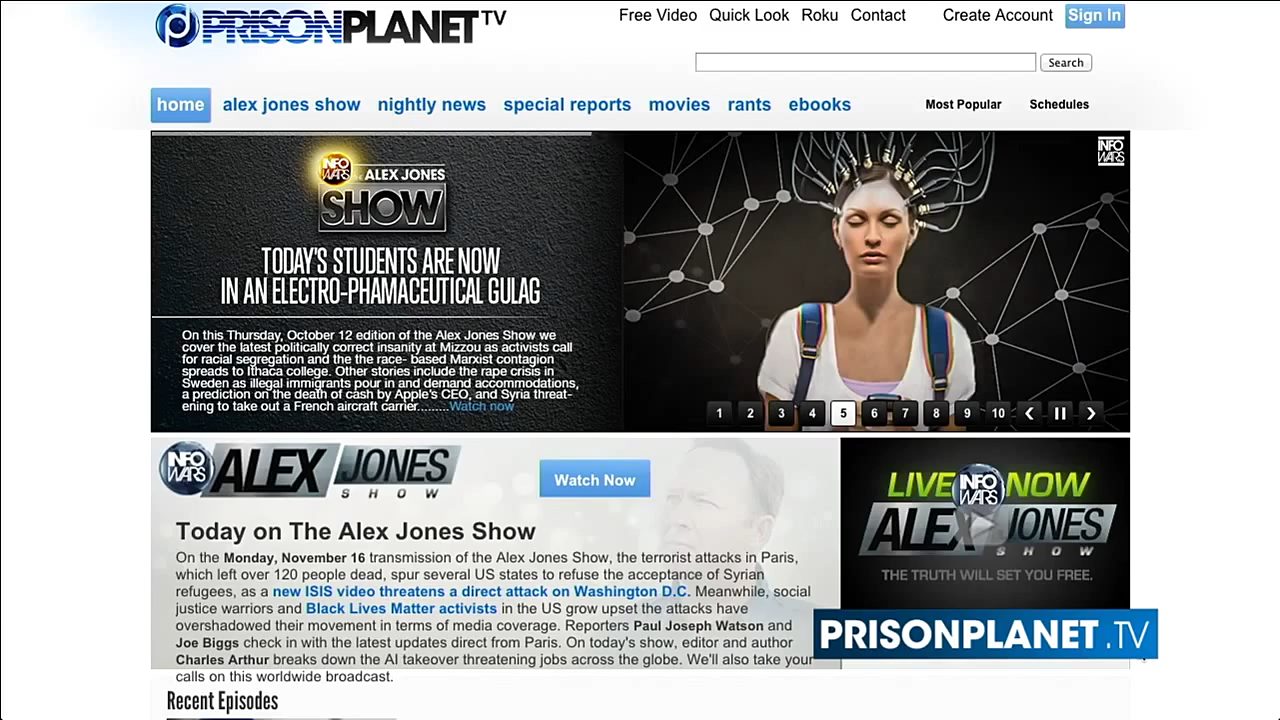 PRISONPLANET TV
Free Video Quick Look Roku Contact Create Account Sign In
Search
home alex jones show nightly news special reports movies rants ebooks Most Popular Schedules
INFO WARS
ALEX JONES
SHOW
TODAY'S STUDENTS ARE NOW
IN AN ELECTRO-PHAMACEUTICAL GULAG
On this Thursday, October 12 edition of the Alex Jones Show we
cover the latest politically correct insanity at Mizzou as activists call
for racial segregation and the the race- based Marxist contagion
spreads to Ithaca college. Other stories include the rape crisis in
Sweden as illegal immigrants pour in and demand accommodations,
a prediction on the death of cash by Apple's CEO, and Syria threat-
ening to take out a French aircraft carrier.........Watch now
INFO
WARS
1 2 3 4 5 6 7 8 9 10
INFO WARS ALEX JONES
SHOW
Watch Now
Today on The Alex Jones Show
On the Monday, November 16 transmission of the Alex Jones Show, the terrorist attacks in Paris,
which left over 120 people dead, spur several US states to refuse the acceptance of Syrian
refugees, as a new ISIS video threatens a direct attack on Washington D.C. Meanwhile, social
justice warriors and Black Lives Matter activists in the US grow upset the attacks have
overshadowed their movement in terms of media coverage. Reporters Paul Joseph Watson and
Joe Biggs check in with the latest updates direct from Paris. On today's show, editor and author
Charles Arthur breaks down the AI takeover threatening jobs across the globe. We'll also take your
calls on this worldwide broadcast.
LIVE INFO WARS NOW
ALEX JONES
SHOW
THE TRUTH WILL SET YOU FREE.
PRISONPLANET.TV
Recent Episodes